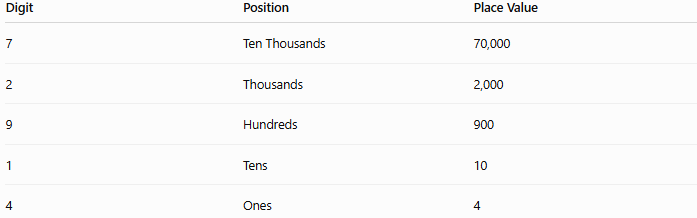 Digit Position Place Value
7 Ten Thousands 70,000
2 Thousands 2,000
9 Hundreds 900
1 Tens 10
4 Ones 4